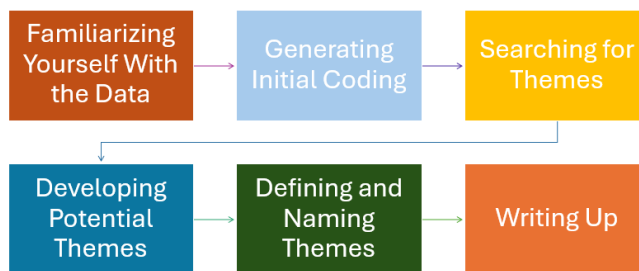 Familiarizing
Yourself With
the Data
Generating
Initial Coding
Searching for
Themes
Developing
Potential
Themes
Defining and
Naming
Themes
Writing Up